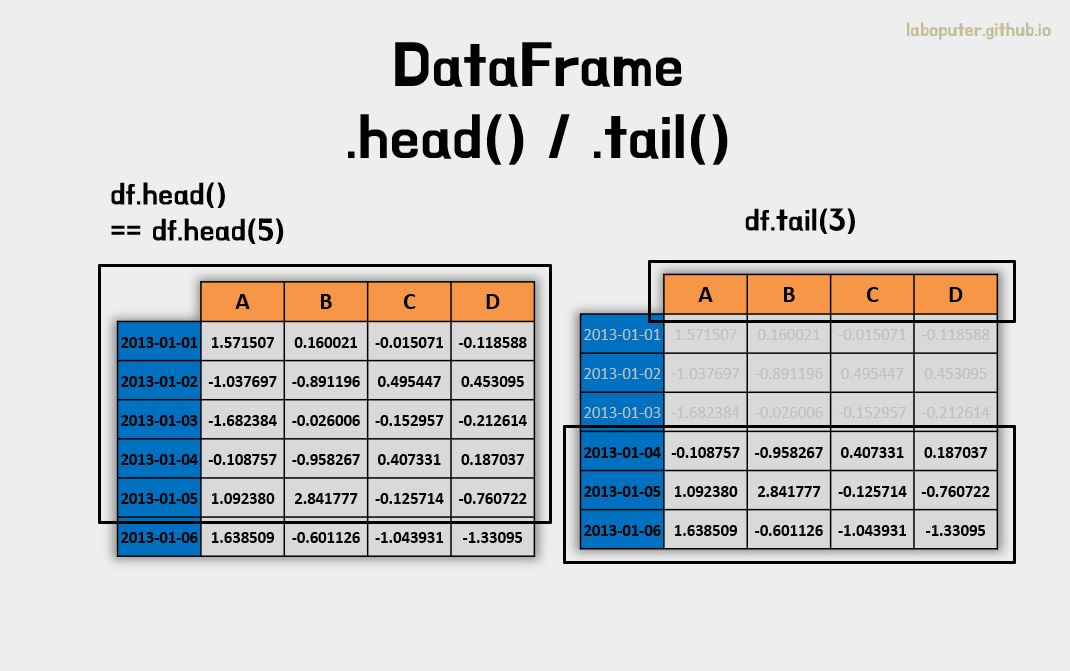 laboputer.github.io
DataFrame
.head() / .tail()
df.head()
== df.head(5)
A B C D
2013-01-01 1.571507 0.160021 -0.015071 -0.118588
2013-01-02 -1.037697 -0.891196 0.495447 0.453095
2013-01-03 -1.682384 -0.026006 -0.152957 -0.212614
2013-01-04 -0.108757 -0.958267 0.407331 0.187037
2013-01-05 1.092380 2.841777 -0.125714 -0.760722
2013-01-06 1.638509 -0.601126 -1.043931 -1.33095
df.tail(3)
A B C D
2013-01-01 1.571507 0.160021 -0.015071 -0.118588
2013-01-02 -1.037697 -0.891196 0.495447 0.453095
2013-01-03 -1.682384 -0.026006 -0.152957 -0.212614
2013-01-04 -0.108757 -0.958267 0.407331 0.187037
2013-01-05 1.092380 2.841777 -0.125714 -0.760722
2013-01-06 1.638509 -0.601126 -1.043931 -1.33095